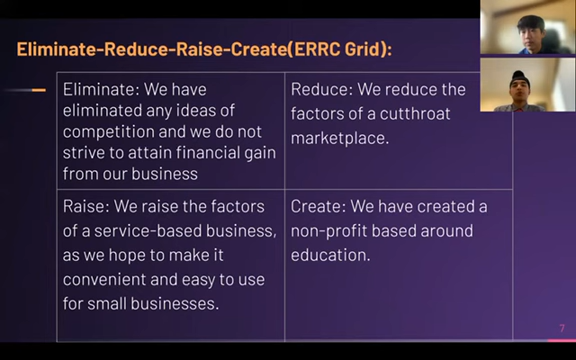 Eliminate-Reduce-Raise-Create(ERRC Grid):
Eliminate: We have
eliminated any ideas of
competition and we do not
strive to attain financial gain
from our business
Reduce: We reduce the
factors of a cutthroat
marketplace.
Raise: We raise the factors
of a service-based business,
as we hope to make it
convenient and easy to use
for small businesses.
Create: We have created a
non-profit based around
education.
7